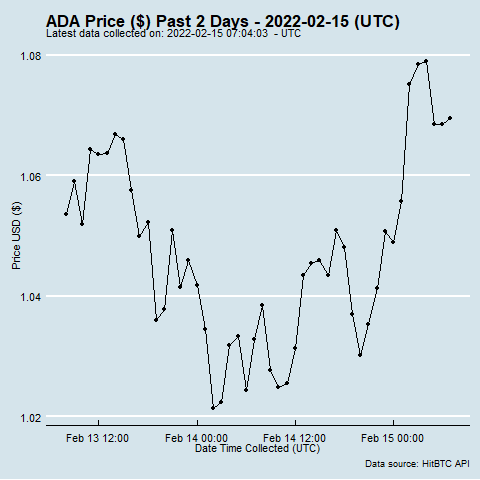 ADA Price ($) Past 2 Days - 2022-02-15 (UTC)
Latest data collected on: 2022-02-15 07:04:03  - UTC
1.08
1.06
1.04
1.02
Price USD ($)
Feb 13 12:00
Feb 14 00:00
Feb 14 12:00
Feb 15 00:00
Date Time Collected (UTC)
Data source: HitBTC API